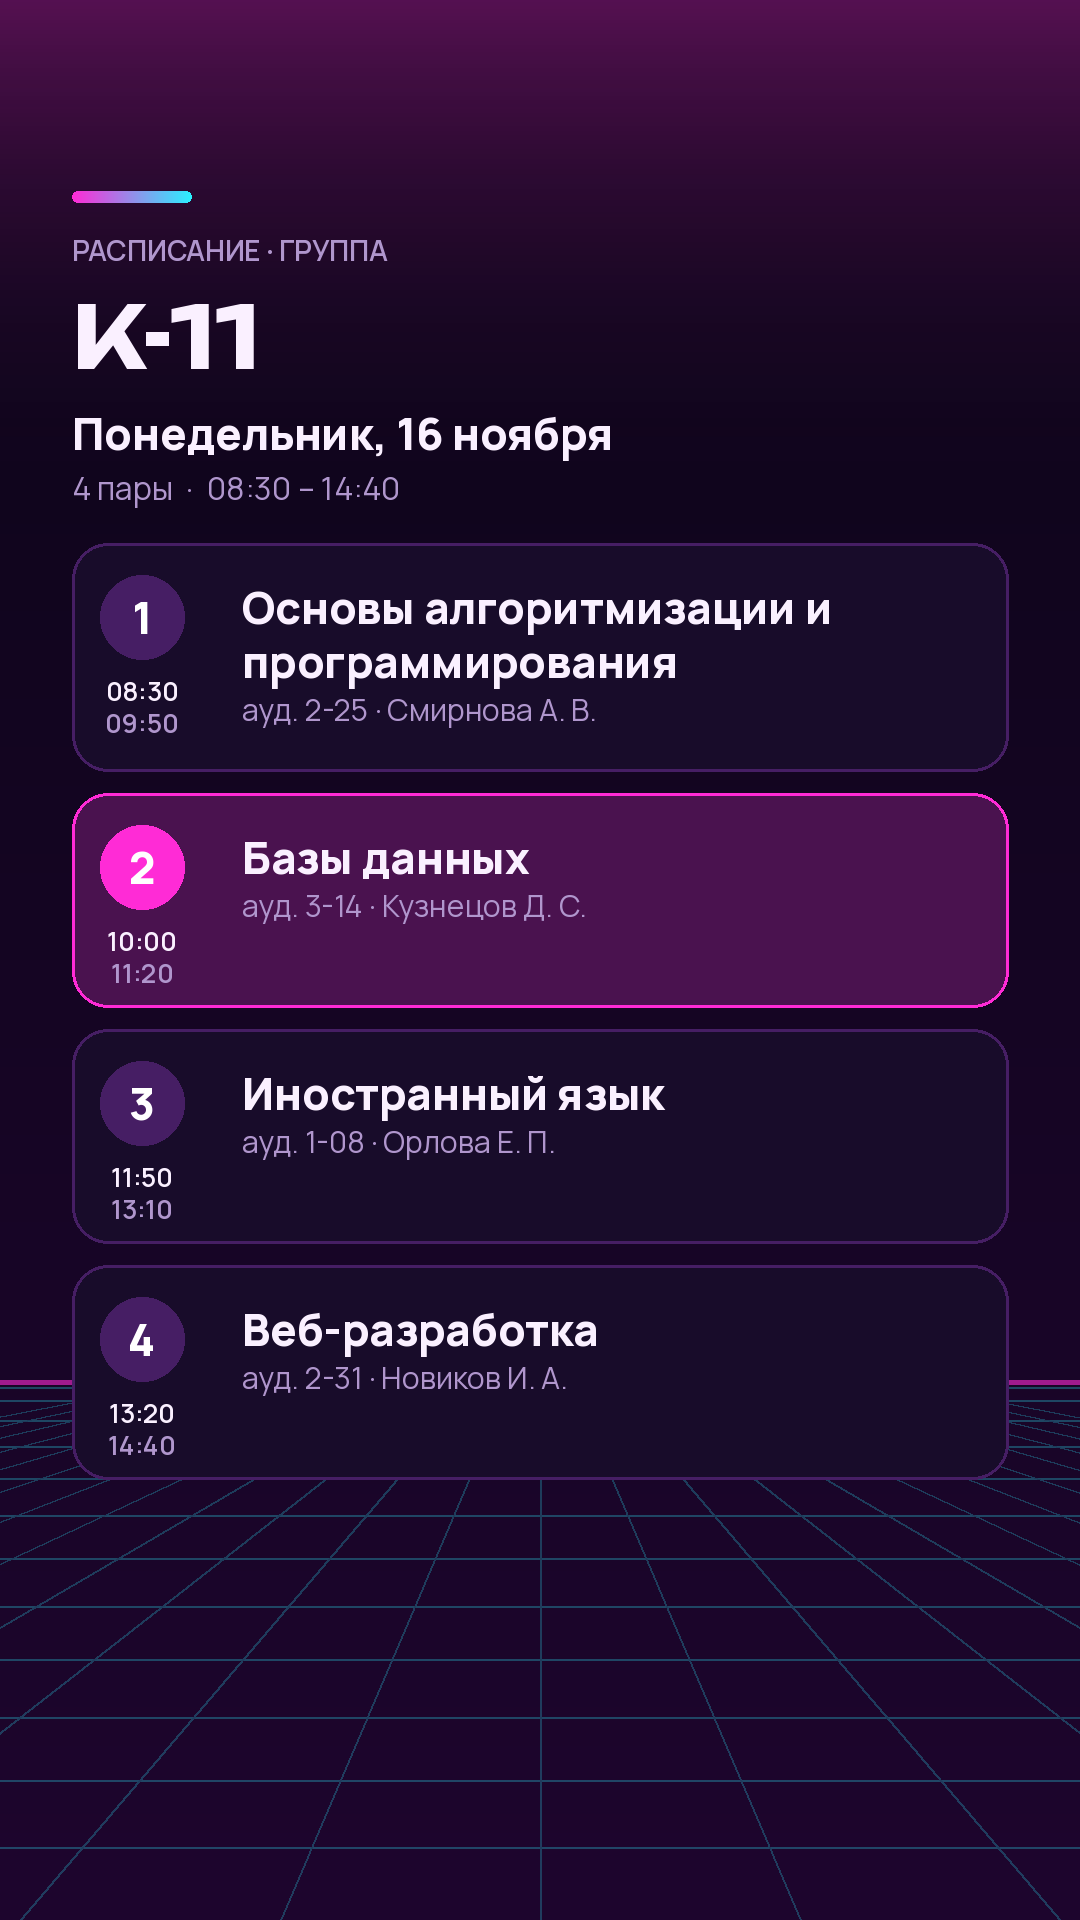 РАСПИСАНИЕ · ГРУППА
К-11
Понедельник, 16 ноября
4 пары · 08:30 – 14:40
1
08:30
09:50
Основы алгоритмизации и
программирования
ауд. 2-25 · Смирнова А. В.
2
10:00
11:20
Базы данных
ауд. 3-14 · Кузнецов Д. С.
3
11:50
13:10
Иностранный язык
ауд. 1-08 · Орлова Е. П.
4
13:20
14:40
Веб-разработка
ауд. 2-31 · Новиков И. А.